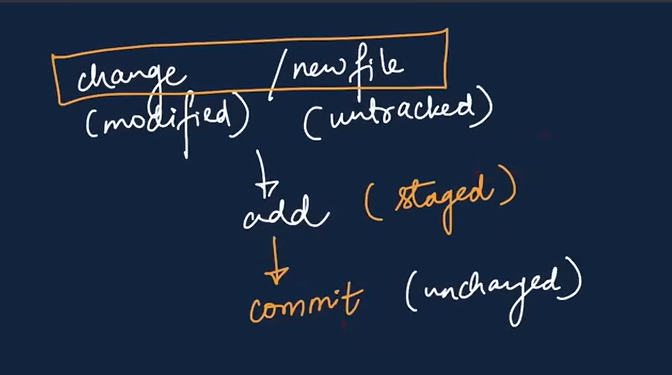 change / new file
(modified) (untracked)
add (staged)
commit (unchanged)